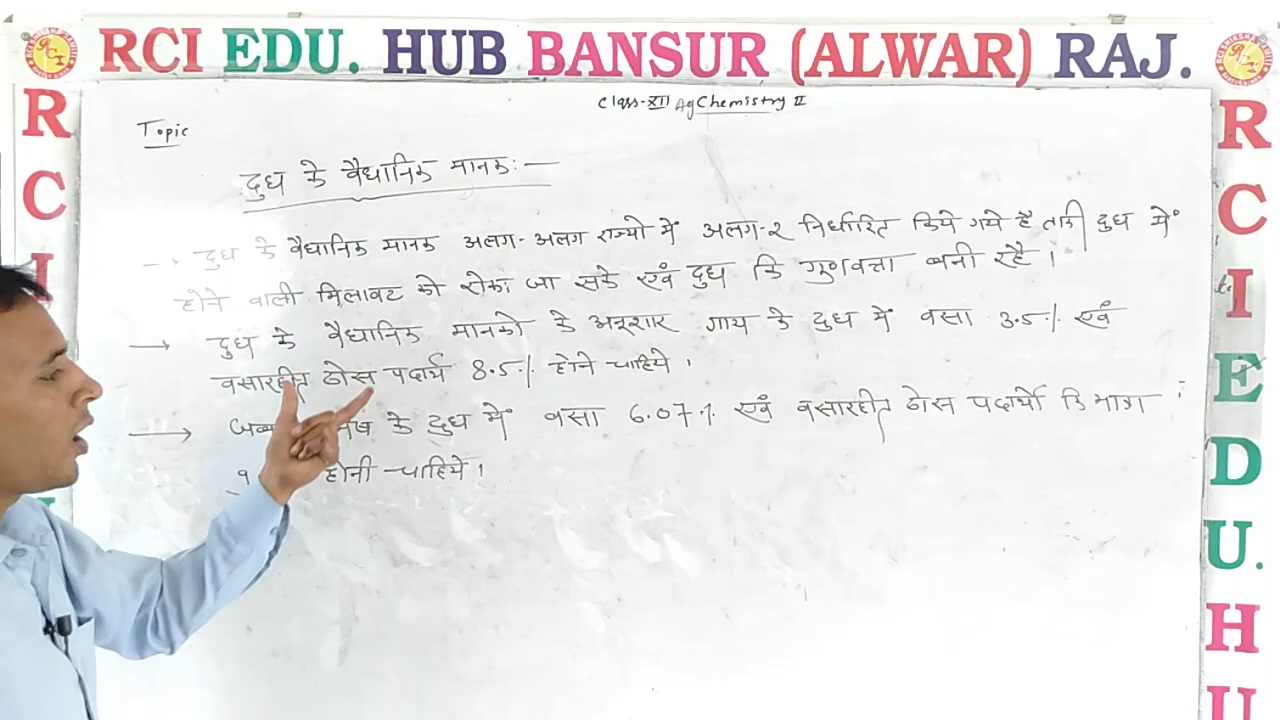 RCI EDU. HUB BANSUR (ALWAR) RAJ.
Class-XII Ag Chemistry II
Topic
दुध के वैधानिक मानक:—
दुध के वैधानिक मानक अलग-अलग राज्यो में अलग-२ निर्धारित किये गये है ताकी दुध में
होने वाली मिलावट को रोका जा सके एवं दुध कि गुणवत्ता बनी रहै।
→ दुध के वैधानिक मानको के अनुशार गाय के दुध में वसा 3.5% एवं
वसारहीत ठोस पदार्थ 8.5% होने चाहिये।
→ के दुध में वसा 6.07% एवं वसारहीत ठोस पदार्थो कि भाग
होनी चाहिये।
R
C
I
R
C
I
E
D
U.
H
U